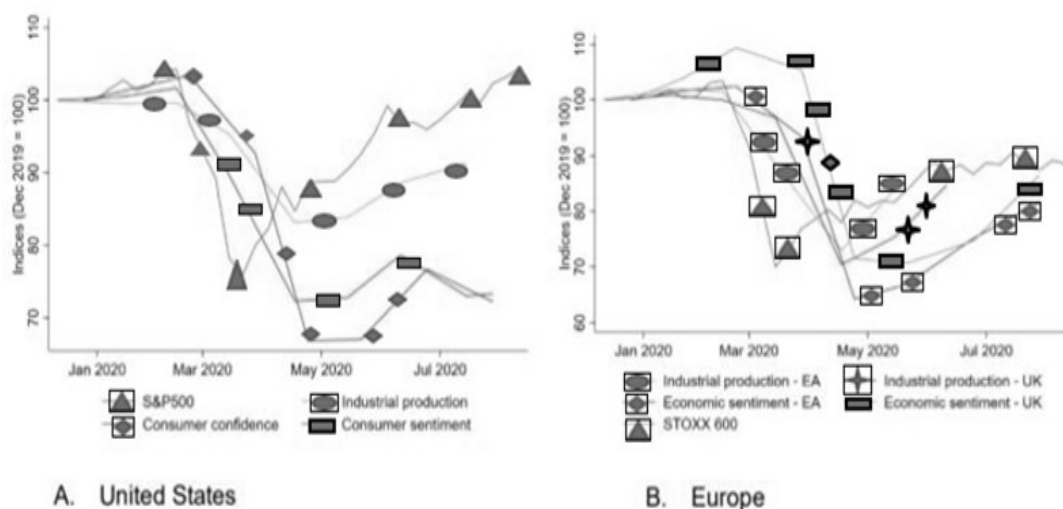 Indices (Dec 2019 = 100)
110
100
90
80
70
Jan 2020 Mar 2020 May 2020 Jul 2020
S&P500 Industrial production
Consumer confidence Consumer sentiment
A. United States
Indices (Dec 2019 = 100)
110
100
90
80
70
60
Jan 2020 Mar 2020 May 2020 Jul 2020
Industrial production - EA Industrial production - UK
Economic sentiment - EA Economic sentiment - UK
STOXX 600
B. Europe